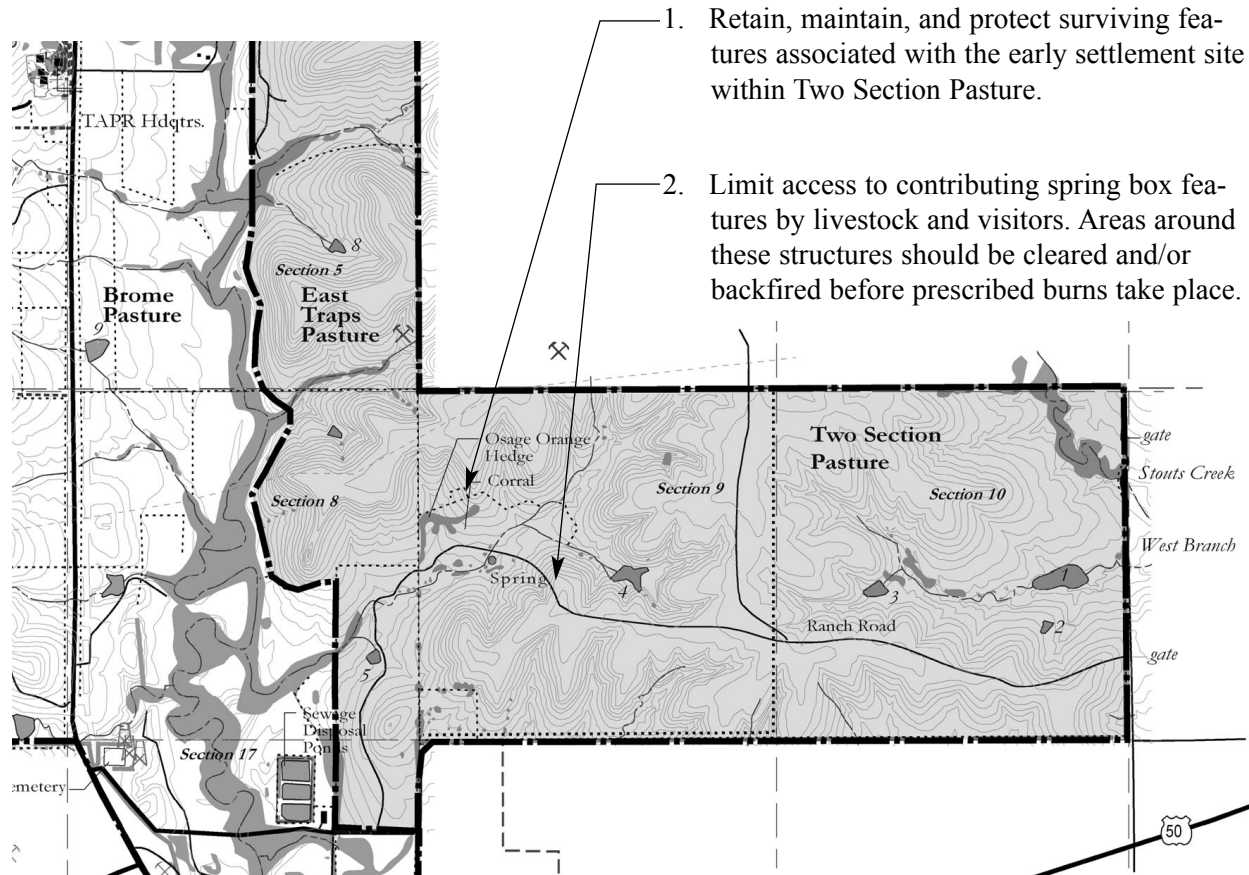 1. Retain, maintain, and protect surviving fea-
tures associated with the early settlement site
within Two Section Pasture.
2. Limit access to contributing spring box fea-
tures by livestock and visitors. Areas around
these structures should be cleared and/or
backfired before prescribed burns take place.
TAPR Hdqtrs.
8
Section 5
Brome
Pasture
East
Traps
Pasture
9
Osage Orange
Hedge
Corral
Two Section
Pasture
gate
Stouts Creek
Section 8
Section 9
Section 10
West Branch
Spring
4
3
1
Ranch Road
2
gate
5
Sewage
Disposal
Ponds
Section 17
emetery
50